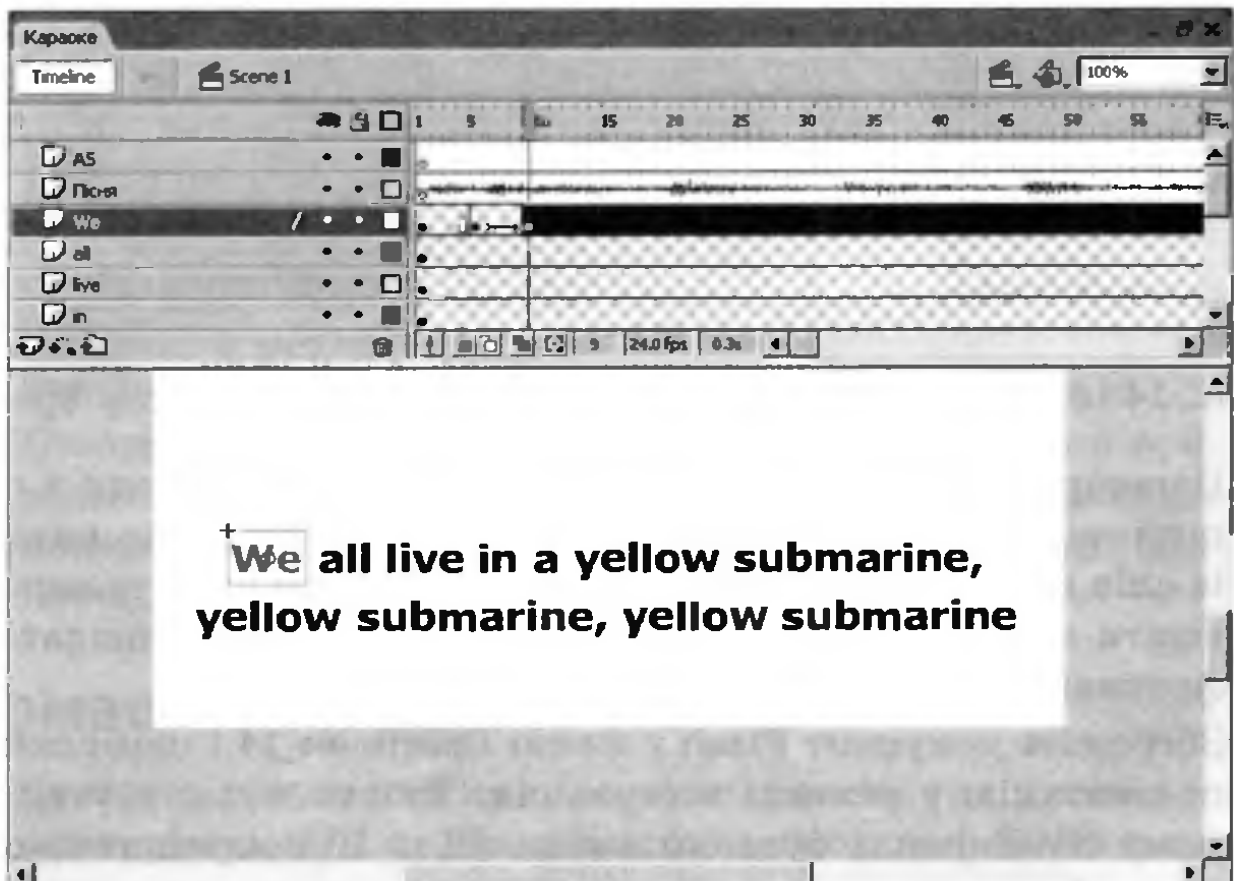 Караоке
Timeline Scene 1 100%
1 5 10 15 20 25 30 35 40 45 50 55
AS
Пісня
We
all
live
in
9 24.0 fps 0.3s
We all live in a yellow submarine,
yellow submarine, yellow submarine